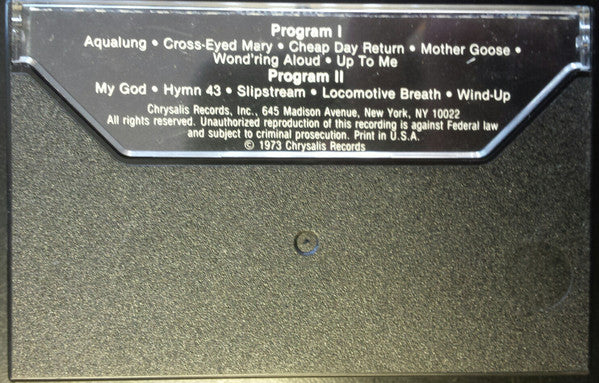 Program I
Aqualung • Cross-Eyed Mary • Cheap Day Return • Mother Goose •
Wond'ring Aloud • Up To Me
Program II
My God • Hymn 43 • Slipstream • Locomotive Breath • Wind-Up
Chrysalis Records, Inc., 645 Madison Avenue, New York, NY 10022
All rights reserved. Unauthorized reproduction of this recording is against Federal law
and subject to criminal prosecution. Print in U.S.A.
© 1973 Chrysalis Records